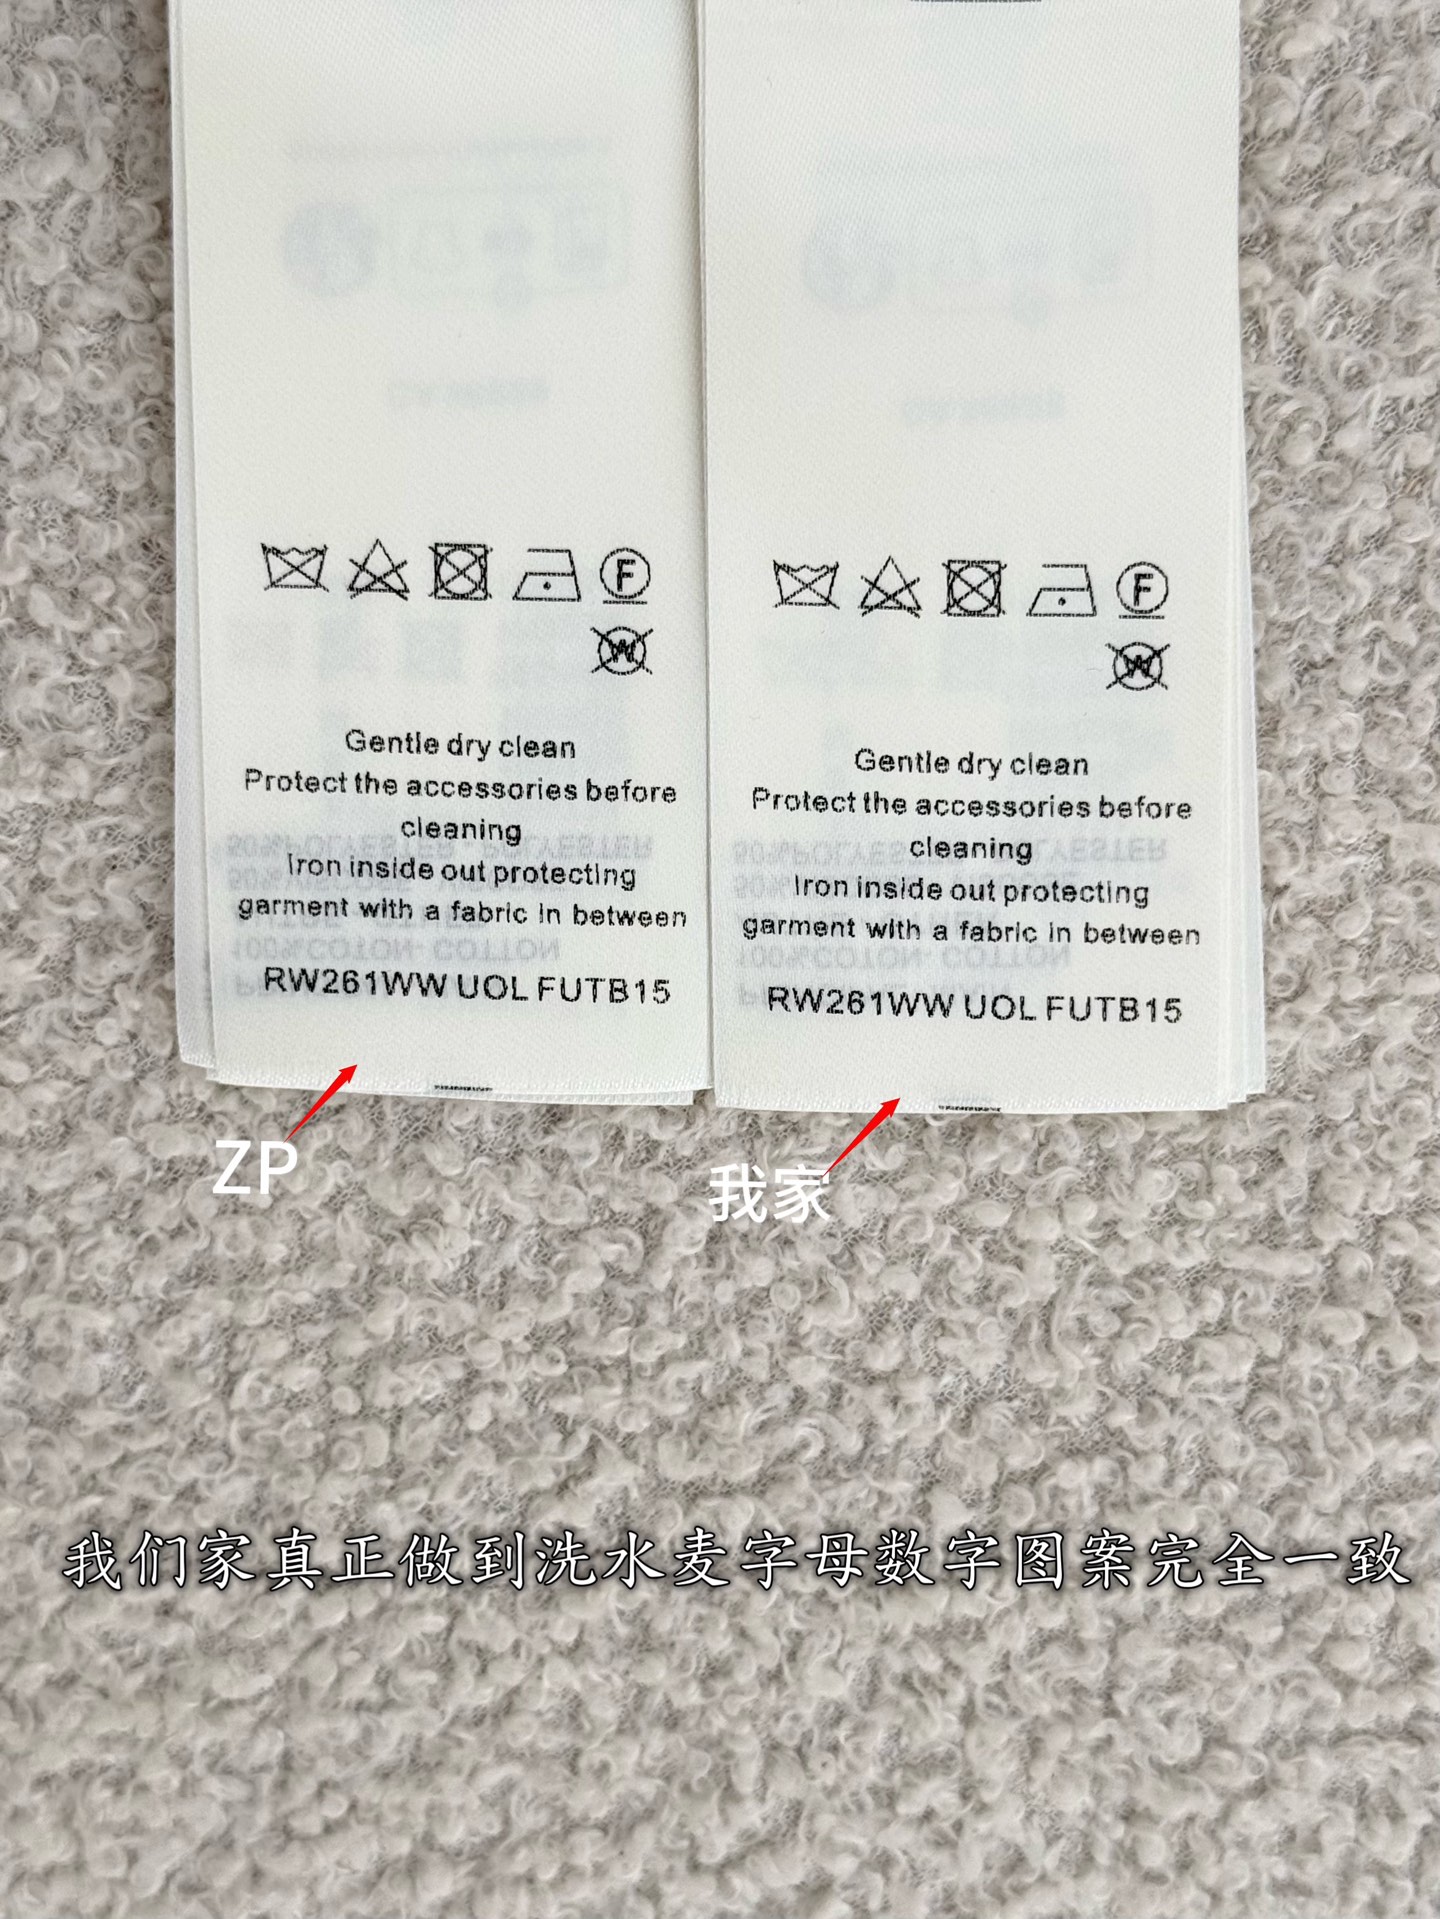 F
W
Gentle dry clean
Protect the accessories before
cleaning
Iron inside out protecting
garment with a fabric in between
RW261WW UOL FUTB15
F
W
Gentle dry clean
Protect the accessories before
cleaning
Iron inside out protecting
garment with a fabric in between
RW261WW UOL FUTB15
ZP
我家
我们家真正做到洗水麦字母数字图案完全一致